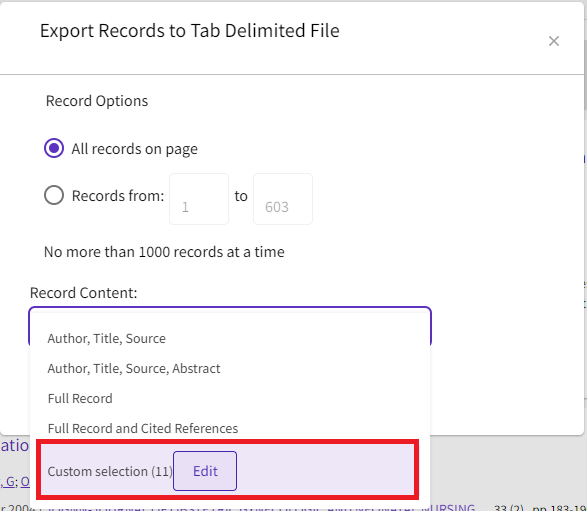 Export Records to Tab Delimited File
Record Options
All records on page
Records from: 1 to 603
No more than 1000 records at a time
Record Content:
Author, Title, Source
Author, Title, Source, Abstract
Full Record
Full Record and Cited References
Custom selection (11) Edit
atio
, G; O
r 2004
NURSING 33 (2), pp.183-19